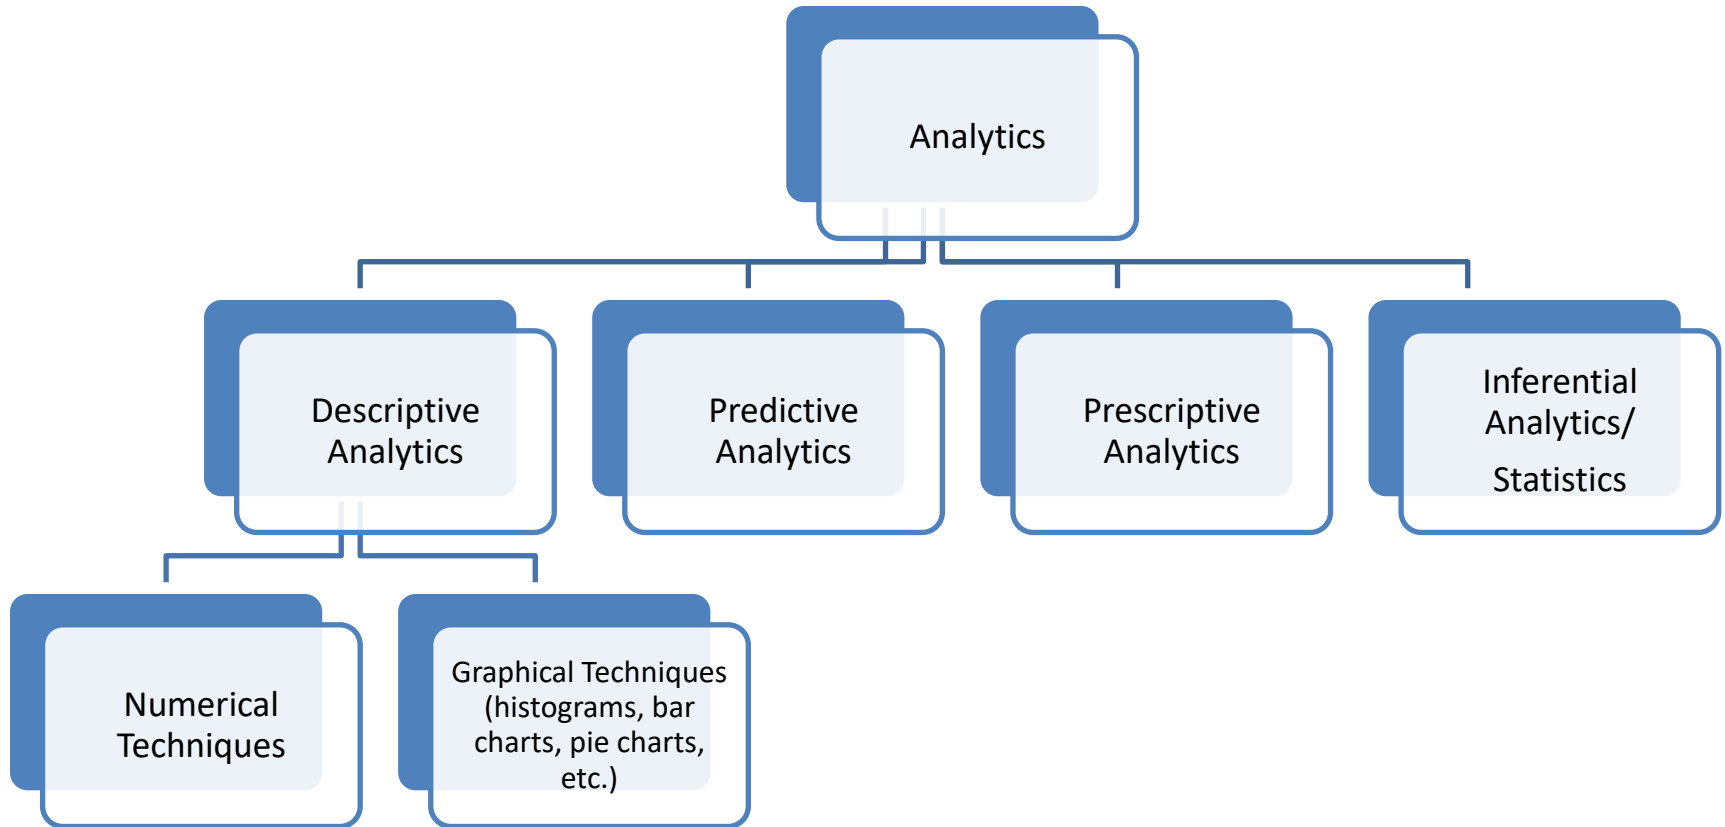 Analytics
Descriptive
Analytics
Predictive
Analytics
Prescriptive
Analytics
Inferential
Analytics/
Statistics
Numerical
Techniques
Graphical Techniques
(histograms, bar
charts, pie charts,
etc.)